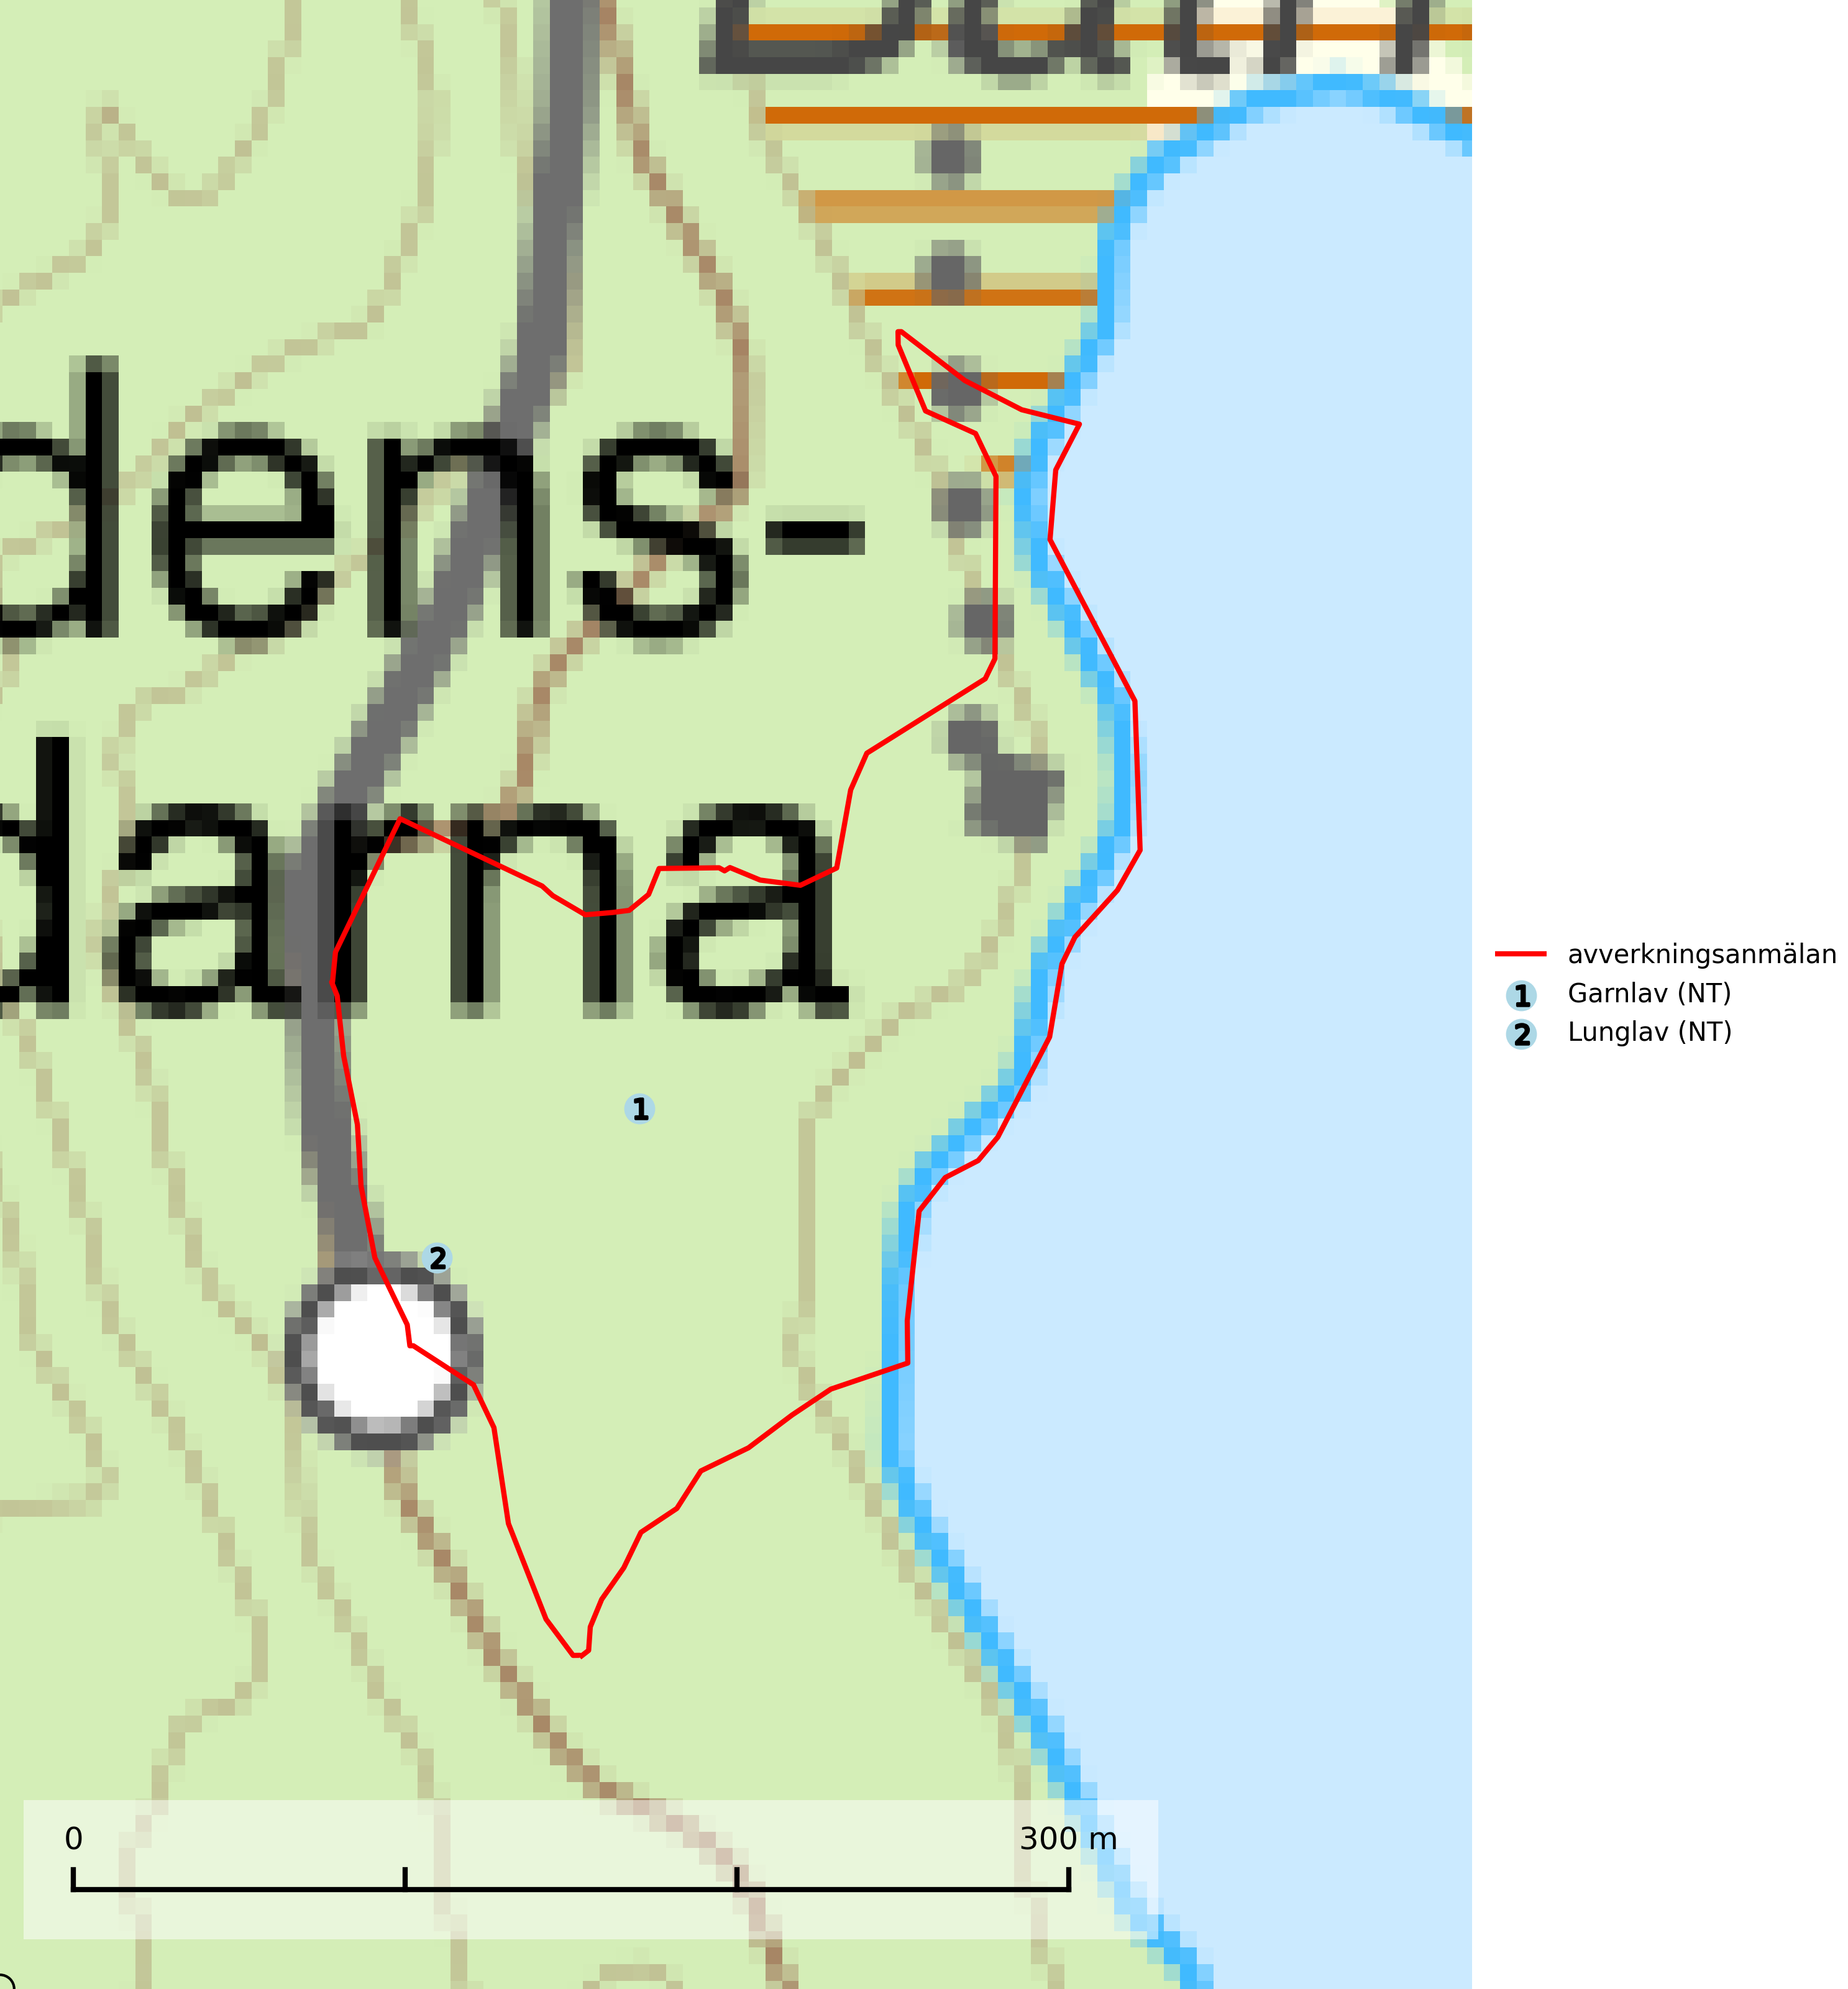 dens-
darna
avverkningsanmälan
1 Garnlav (NT)
2 Lunglav (NT)
1
2
0 300 m